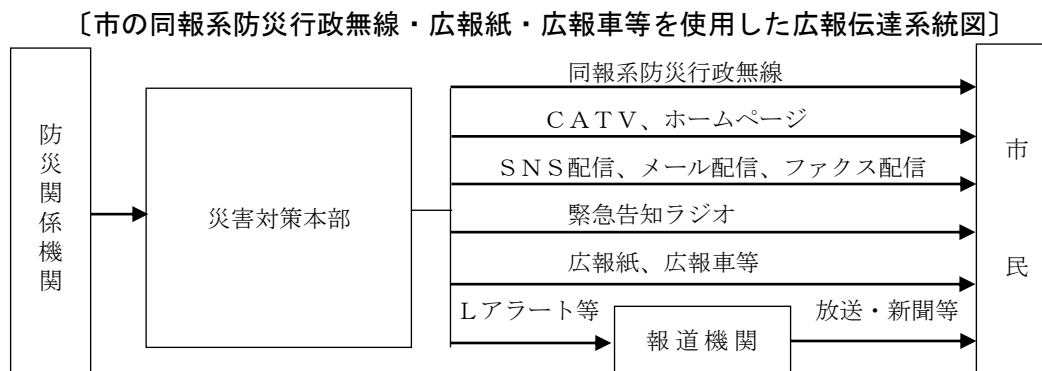 〔市の同報系防災行政無線・広報紙・広報車等を使用した広報伝達系統図〕
防災関係機関
災害対策本部
同報系防災行政無線
ＣＡＴＶ、ホームページ
ＳＮＳ配信、メール配信、ファクス配信
緊急告知ラジオ
広報紙、広報車等
Ｌアラート等
報道機関
放送・新聞等
市民